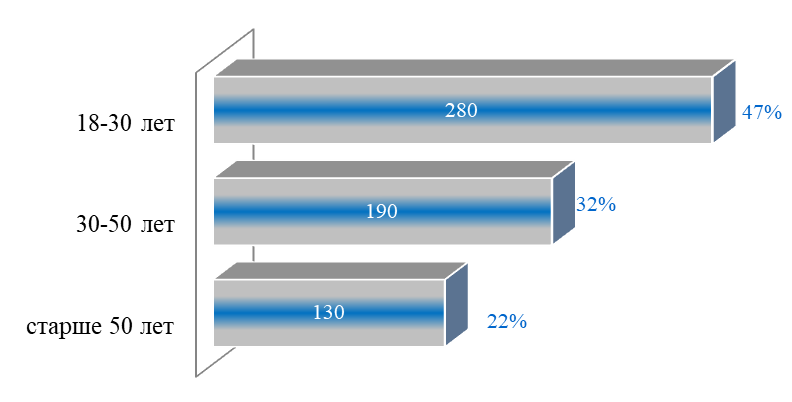 18-30 лет 280 47%
30-50 лет 190 32%
старше 50 лет 130 22%